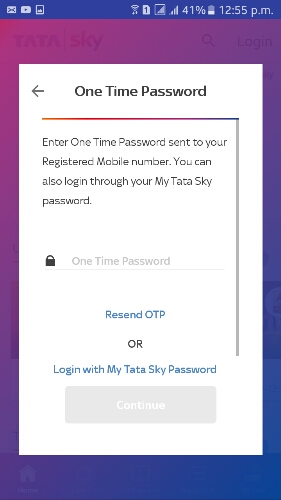 41% 12:55 p.m.
TATA Sky
Login
One Time Password
Enter One Time Password sent to your
Registered Mobile number. You can
also login through your My Tata Sky
password.
One Time Password
Resend OTP
OR
Login with My Tata Sky Password
Continue
Home